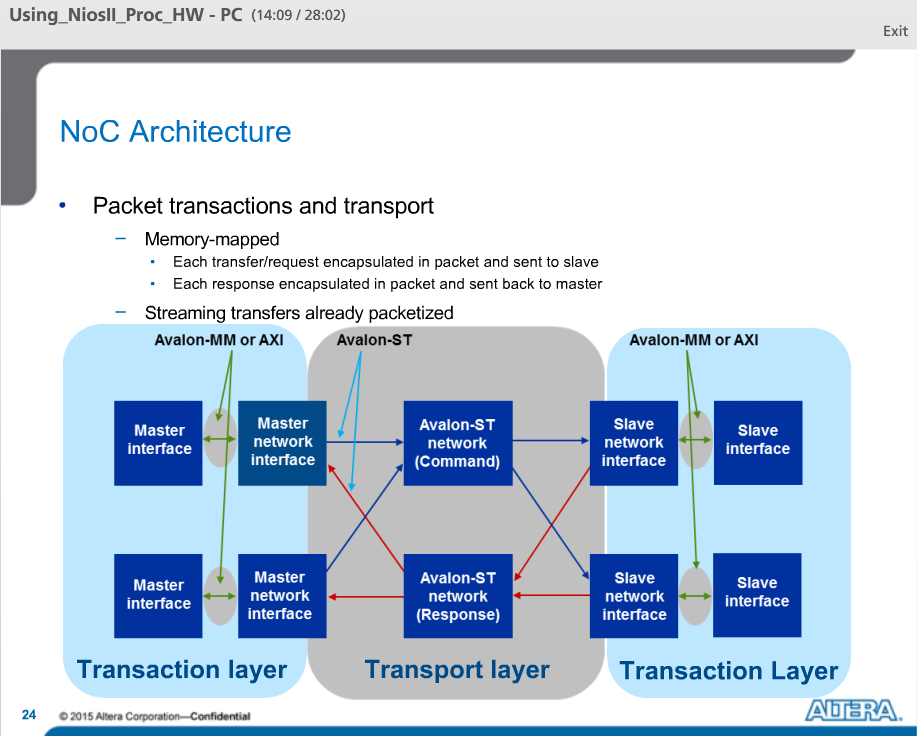 Using_NiosII_Proc_HW - PC (14:09 / 28:02)
Exit
NoC Architecture
• Packet transactions and transport
– Memory-mapped
• Each transfer/request encapsulated in packet and sent to slave
• Each response encapsulated in packet and sent back to master
– Streaming transfers already packetized
Avalon-MM or AXI
Avalon-ST
Avalon-MM or AXI
Master
interface
Master
network
interface
Avalon-ST
network
(Command)
Slave
network
interface
Slave
interface
Master
interface
Master
network
interface
Avalon-ST
network
(Response)
Slave
network
interface
Slave
interface
Transaction layer
Transport layer
Transaction Layer
24
© 2015 Altera Corporation—Confidential
ALTERA.